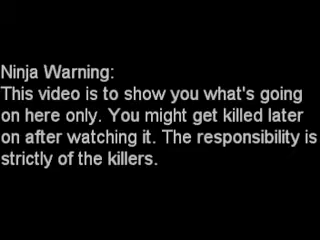 Ninja Warning:
This video is to show you what's going
on here only. You might get killed later
on after watching it. The responsibility is
strictly of the killers.